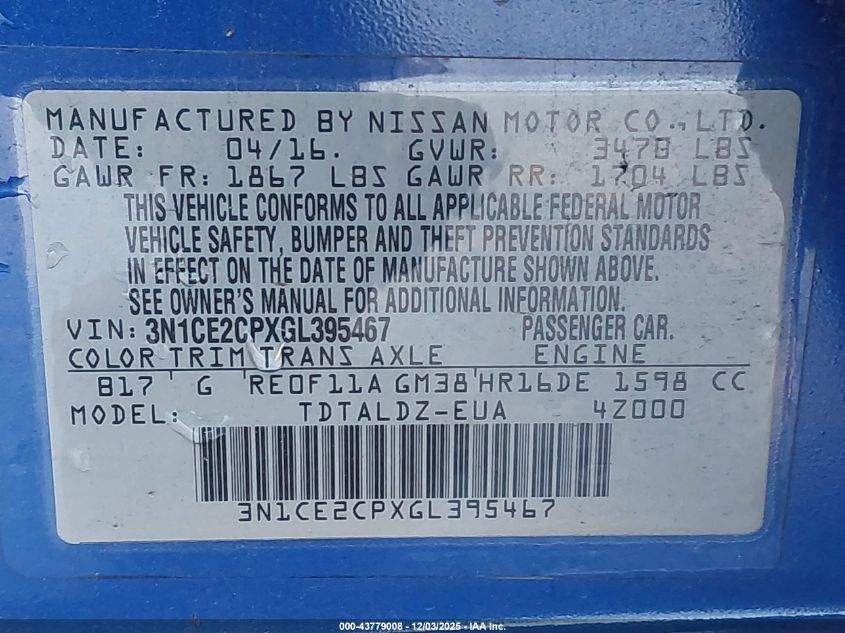 MANUFACTURED BY NISSAN MOTOR CO., LTD.
DATE: 04/16. GVWR: 3478 LBS
GAWR FR: 1867 LBS GAWR RR: 1704 LBS
THIS VEHICLE CONFORMS TO ALL APPLICABLE FEDERAL MOTOR
VEHICLE SAFETY, BUMPER AND THEFT PREVENTION STANDARDS
IN EFFECT ON THE DATE OF MANUFACTURE SHOWN ABOVE.
SEE OWNER'S MANUAL FOR ADDITIONAL INFORMATION.
VIN: 3N1CE2CPXGL395467 PASSENGER CAR.
COLOR TRIM TRANS AXLE ENGINE
B17 G RE0F11A GM38 HR16DE 1598 CC
MODEL: TDTALDZ-EUA 4Z000
3N1CE2CPXGL395467
000-43779008 - 12/03/2025 - IAA Inc.